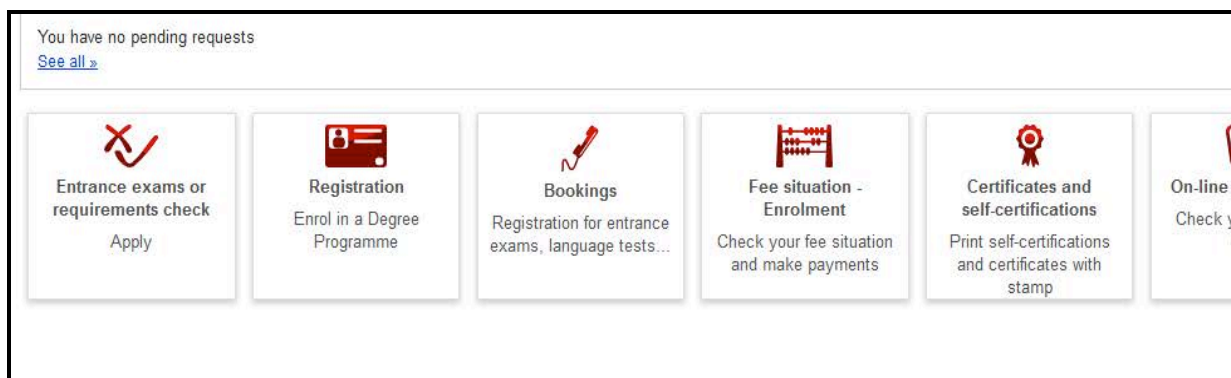 You have no pending requests
See all »
Entrance exams or
requirements check
Apply
Registration
Enrol in a Degree
Programme
Bookings
Registration for entrance
exams, language tests...
Fee situation -
Enrolment
Check your fee situation
and make payments
Certificates and
self-certifications
Print self-certifications
and certificates with
stamp
On-line
Check